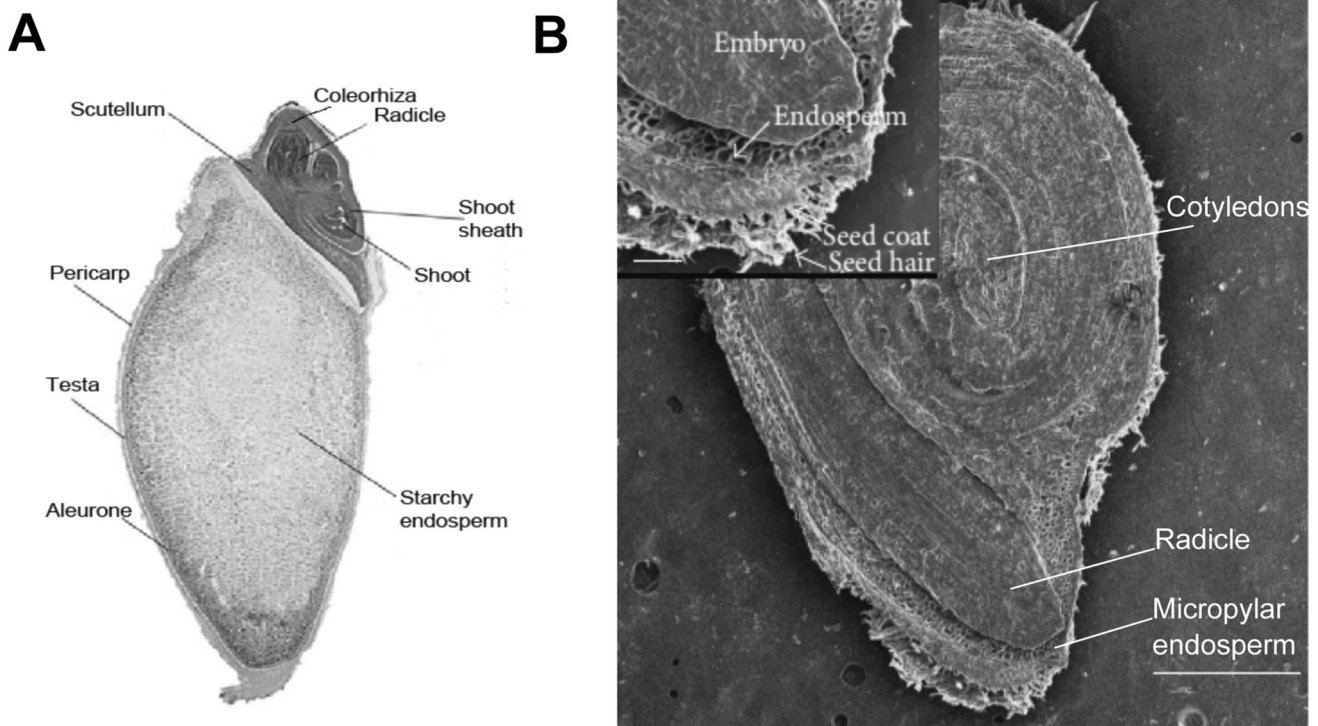 A
Scutellum
Coleorhiza
Radicle
Shoot
sheath
Shoot
Pericarp
Testa
Aleurone
Starchy
endosperm
B
Embryo
Endosperm
Seed coat
Seed hair
Cotyledons
Radicle
Micropylar
endosperm